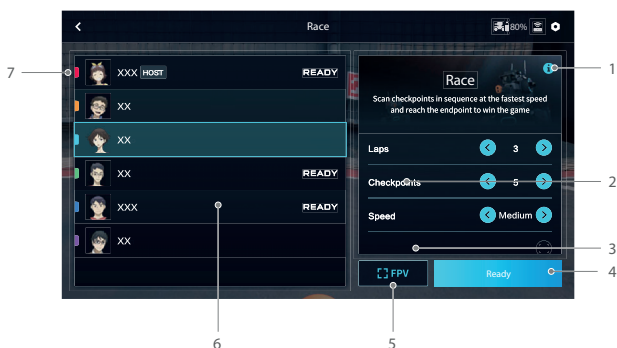 Race
80%
7
XXX HOST READY
XX
XX
XX READY
XXX READY
XX
1
Race
Scan checkpoints in sequence at the fastest speed
and reach the endpoint to win the game
Laps 3
Checkpoints 5
2
Speed Medium
3
FPV
Ready
4
6
5